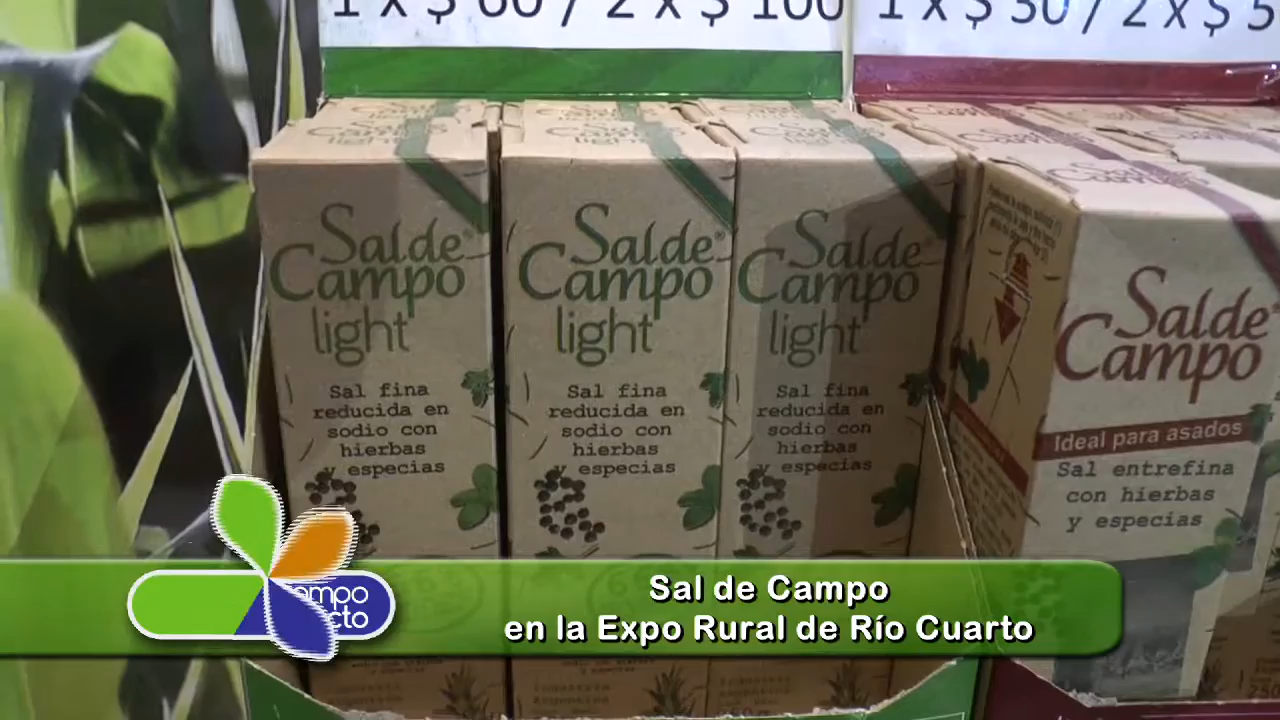 1 x $ 60 / 2 x $ 100
1 x $ 30 / 2 x $ 5
Sal de
Campo
light
Sal fina
reducida en
sodio con
hierbas
y especias
Sal de
Campo
light
Sal fina
reducida en
sodio con
hierbas
y especias
Sal de
Campo
light
Sal fina
reducida en
sodio con
hierbas
y especias
Sal de
Campo
Ideal para asados
Sal entrefina
con hierbas
y especias
Sal de Campo
en la Expo Rural de Río Cuarto